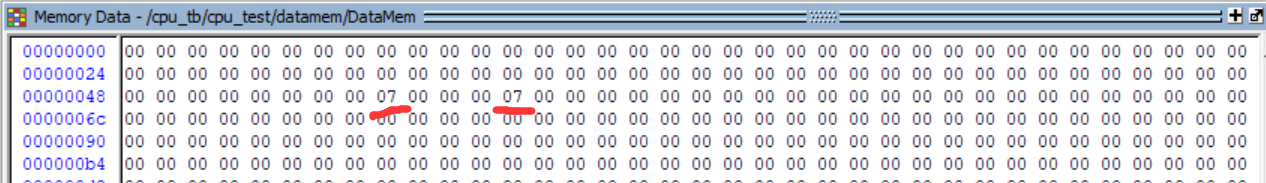 Memory Data - /cpu_tb/cpu_test/datamem/DataMem
00000000 00 00 00 00 00 00 00 00 00 00 00 00 00 00 00 00 00 00 00 00 00 00 00 00 00 00 00 00 00 00 00 00 00 00 00 00
00000024 00 00 00 00 00 00 00 00 00 00 00 00 00 00 00 00 00 00 00 00 00 00 00 00 00 00 00 00 00 00 00 00 00 00 00 00
00000048 00 00 00 00 00 00 00 00 07 00 00 00 07 00 00 00 00 00 00 00 00 00 00 00 00 00 00 00 00 00 00 00 00 00 00 00
0000006c 00 00 00 00 00 00 00 00 00 00 00 00 00 00 00 00 00 00 00 00 00 00 00 00 00 00 00 00 00 00 00 00 00 00 00 00
00000090 00 00 00 00 00 00 00 00 00 00 00 00 00 00 00 00 00 00 00 00 00 00 00 00 00 00 00 00 00 00 00 00 00 00 00 00
000000b4 00 00 00 00 00 00 00 00 00 00 00 00 00 00 00 00 00 00 00 00 00 00 00 00 00 00 00 00 00 00 00 00 00 00 00 00